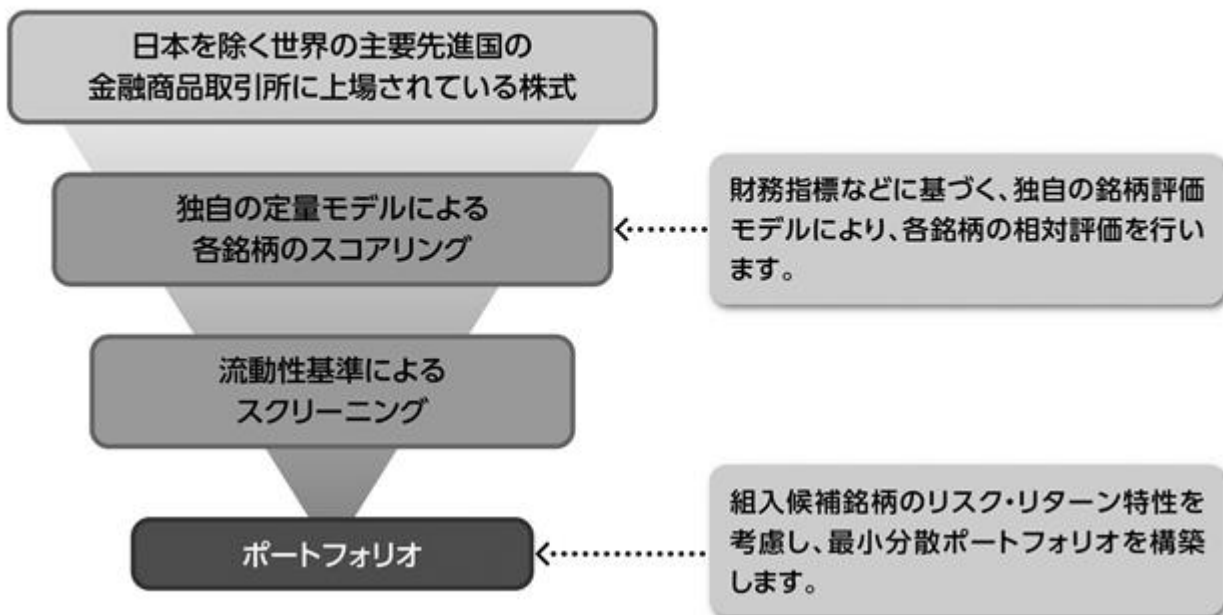 日本を除く世界の主要先進国の
金融商品取引所に上場されている株式
独自の定量モデルによる
各銘柄のスコアリング
財務指標などに基づく、独自の銘柄評価
モデルにより、各銘柄の相対評価を行い
ます。
流動性基準による
スクリーニング
ポートフォリオ
組入候補銘柄のリスク・リターン特性を
考慮し、最小分散ポートフォリオを構築
します。